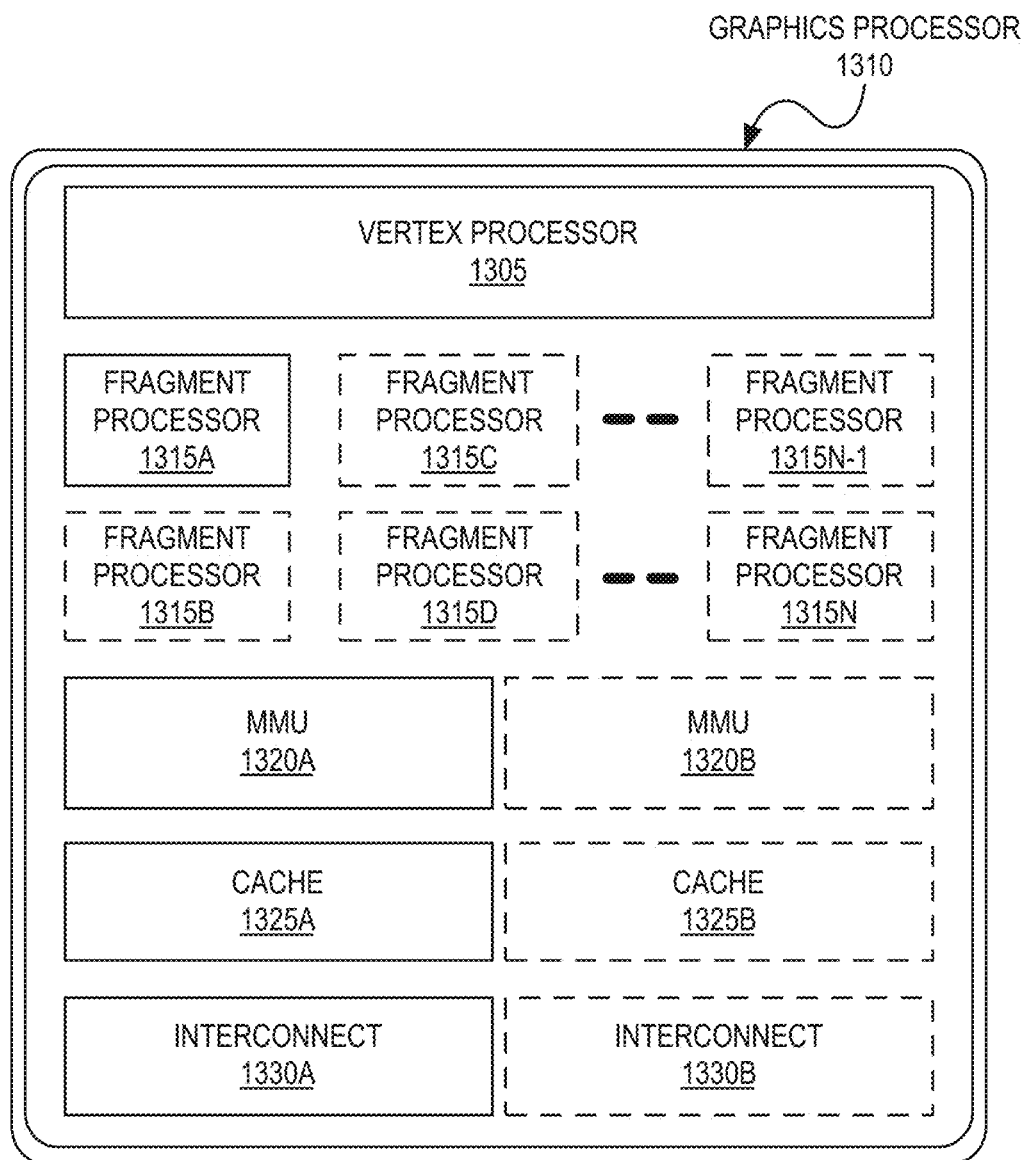 GRAPHICS PROCESSOR
1310
VERTEX PROCESSOR
1305
FRAGMENT
PROCESSOR
1315A
FRAGMENT
PROCESSOR
1315C
FRAGMENT
PROCESSOR
1315N-1
FRAGMENT
PROCESSOR
1315B
FRAGMENT
PROCESSOR
1315D
FRAGMENT
PROCESSOR
1315N
MMU
1320A
MMU
1320B
CACHE
1325A
CACHE
1325B
INTERCONNECT
1330A
INTERCONNECT
1330B